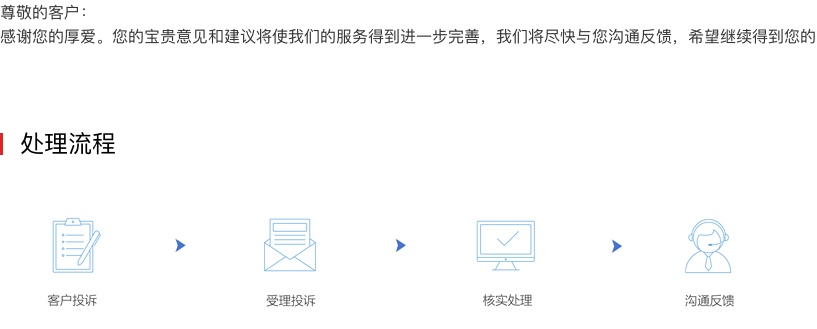 尊敬的客户：
感谢您的厚爱。您的宝贵意见和建议将使我们的服务得到进一步完善，我们将尽快与您沟通反馈，希望继续得到您的
处理流程
客户投诉
受理投诉
核实处理
沟通反馈